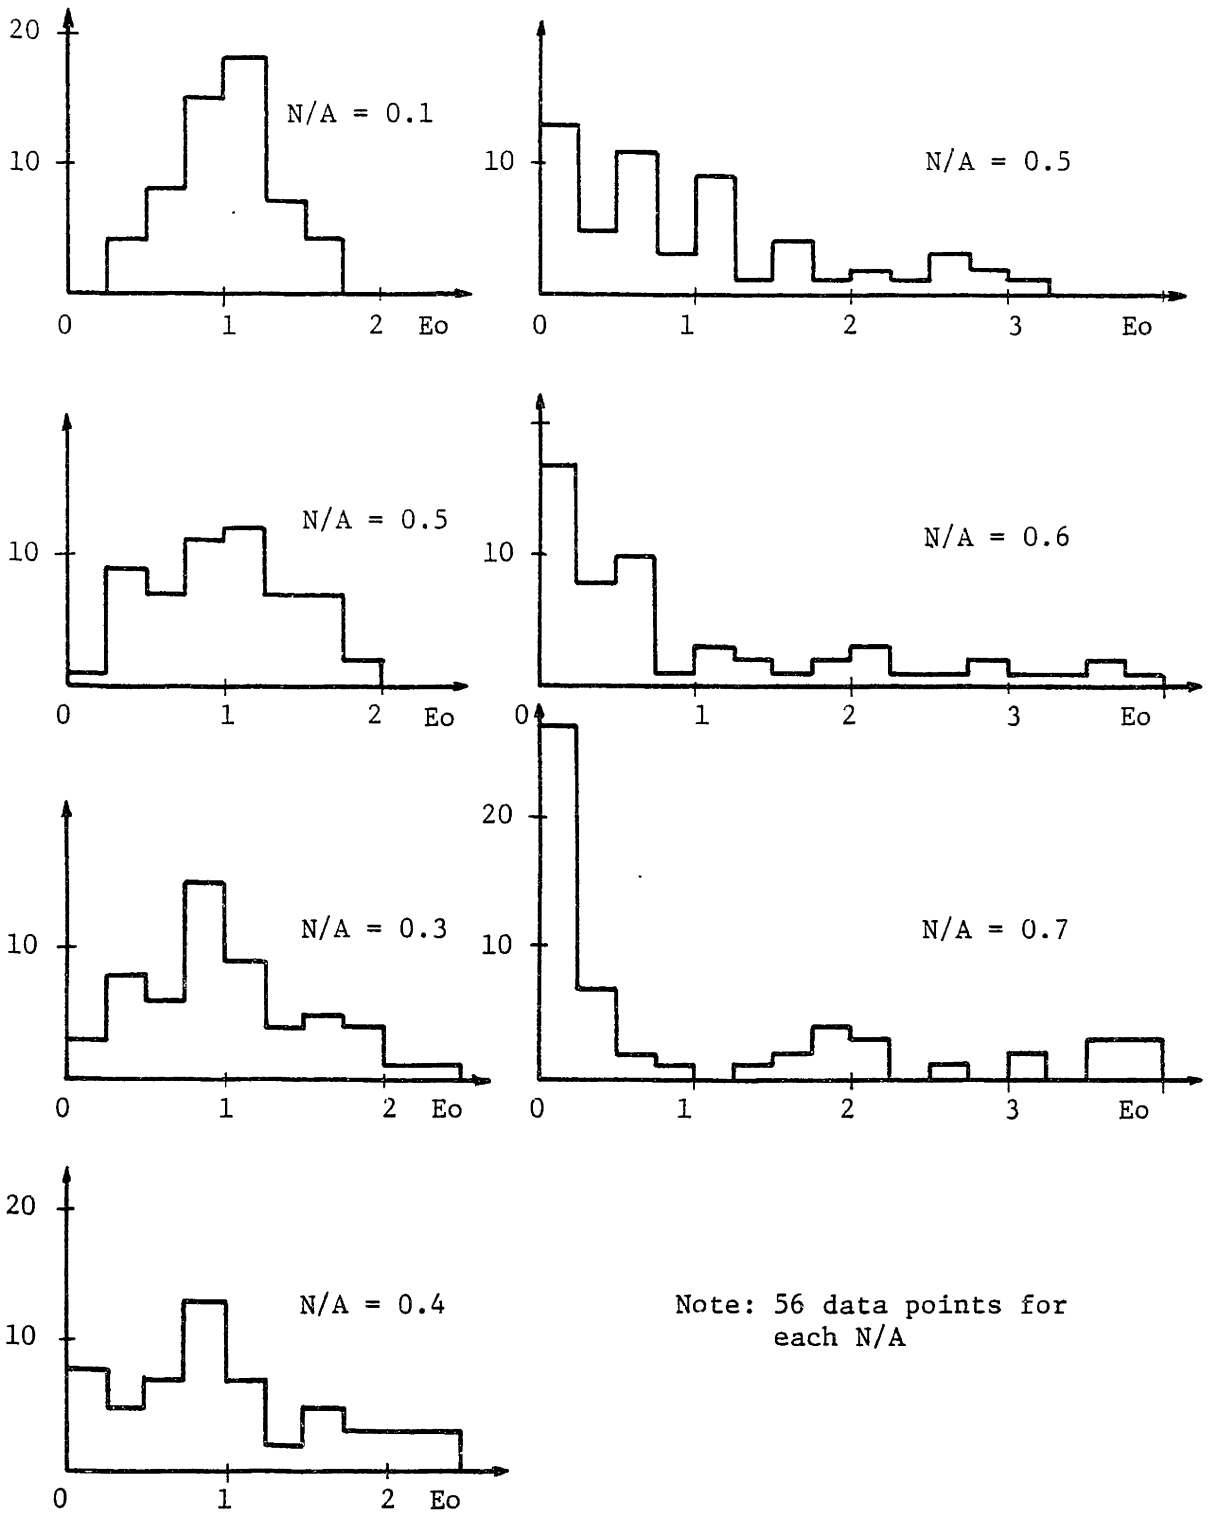 20
10
N/A = 0.1
0 1 2 Eo
10
N/A = 0.5
0 1 2 3 Eo
10
N/A = 0.5
0 1 2 Eo
10
N/A = 0.6
0 1 2 3 Eo
10
N/A = 0.3
0 1 2 Eo
20
10
N/A = 0.7
0 1 2 3 Eo
20
10
N/A = 0.4
0 1 2 Eo
Note: 56 data points for
each N/A